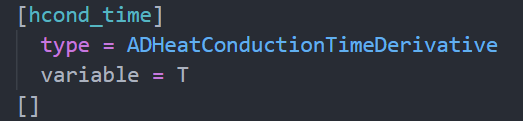 [hcond_time]
type = ADHeatConductionTimeDerivative
variable = T
[]